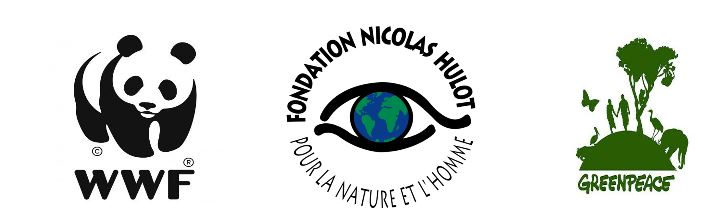 ©
®
WWF
FONDATION NICOLAS HULOT
POUR LA NATURE ET L'HOMME
GREENPEACE